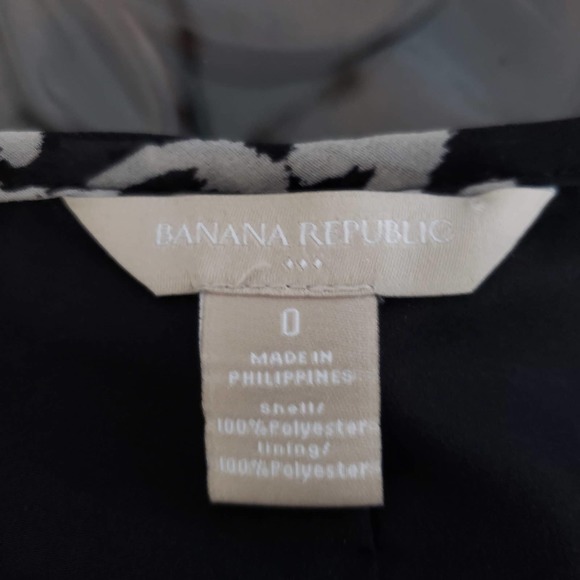 BANANA REPUBLIC
0
MADE IN
PHILIPPINES
Shell/
100%Polyester
lining/
100%Polyester